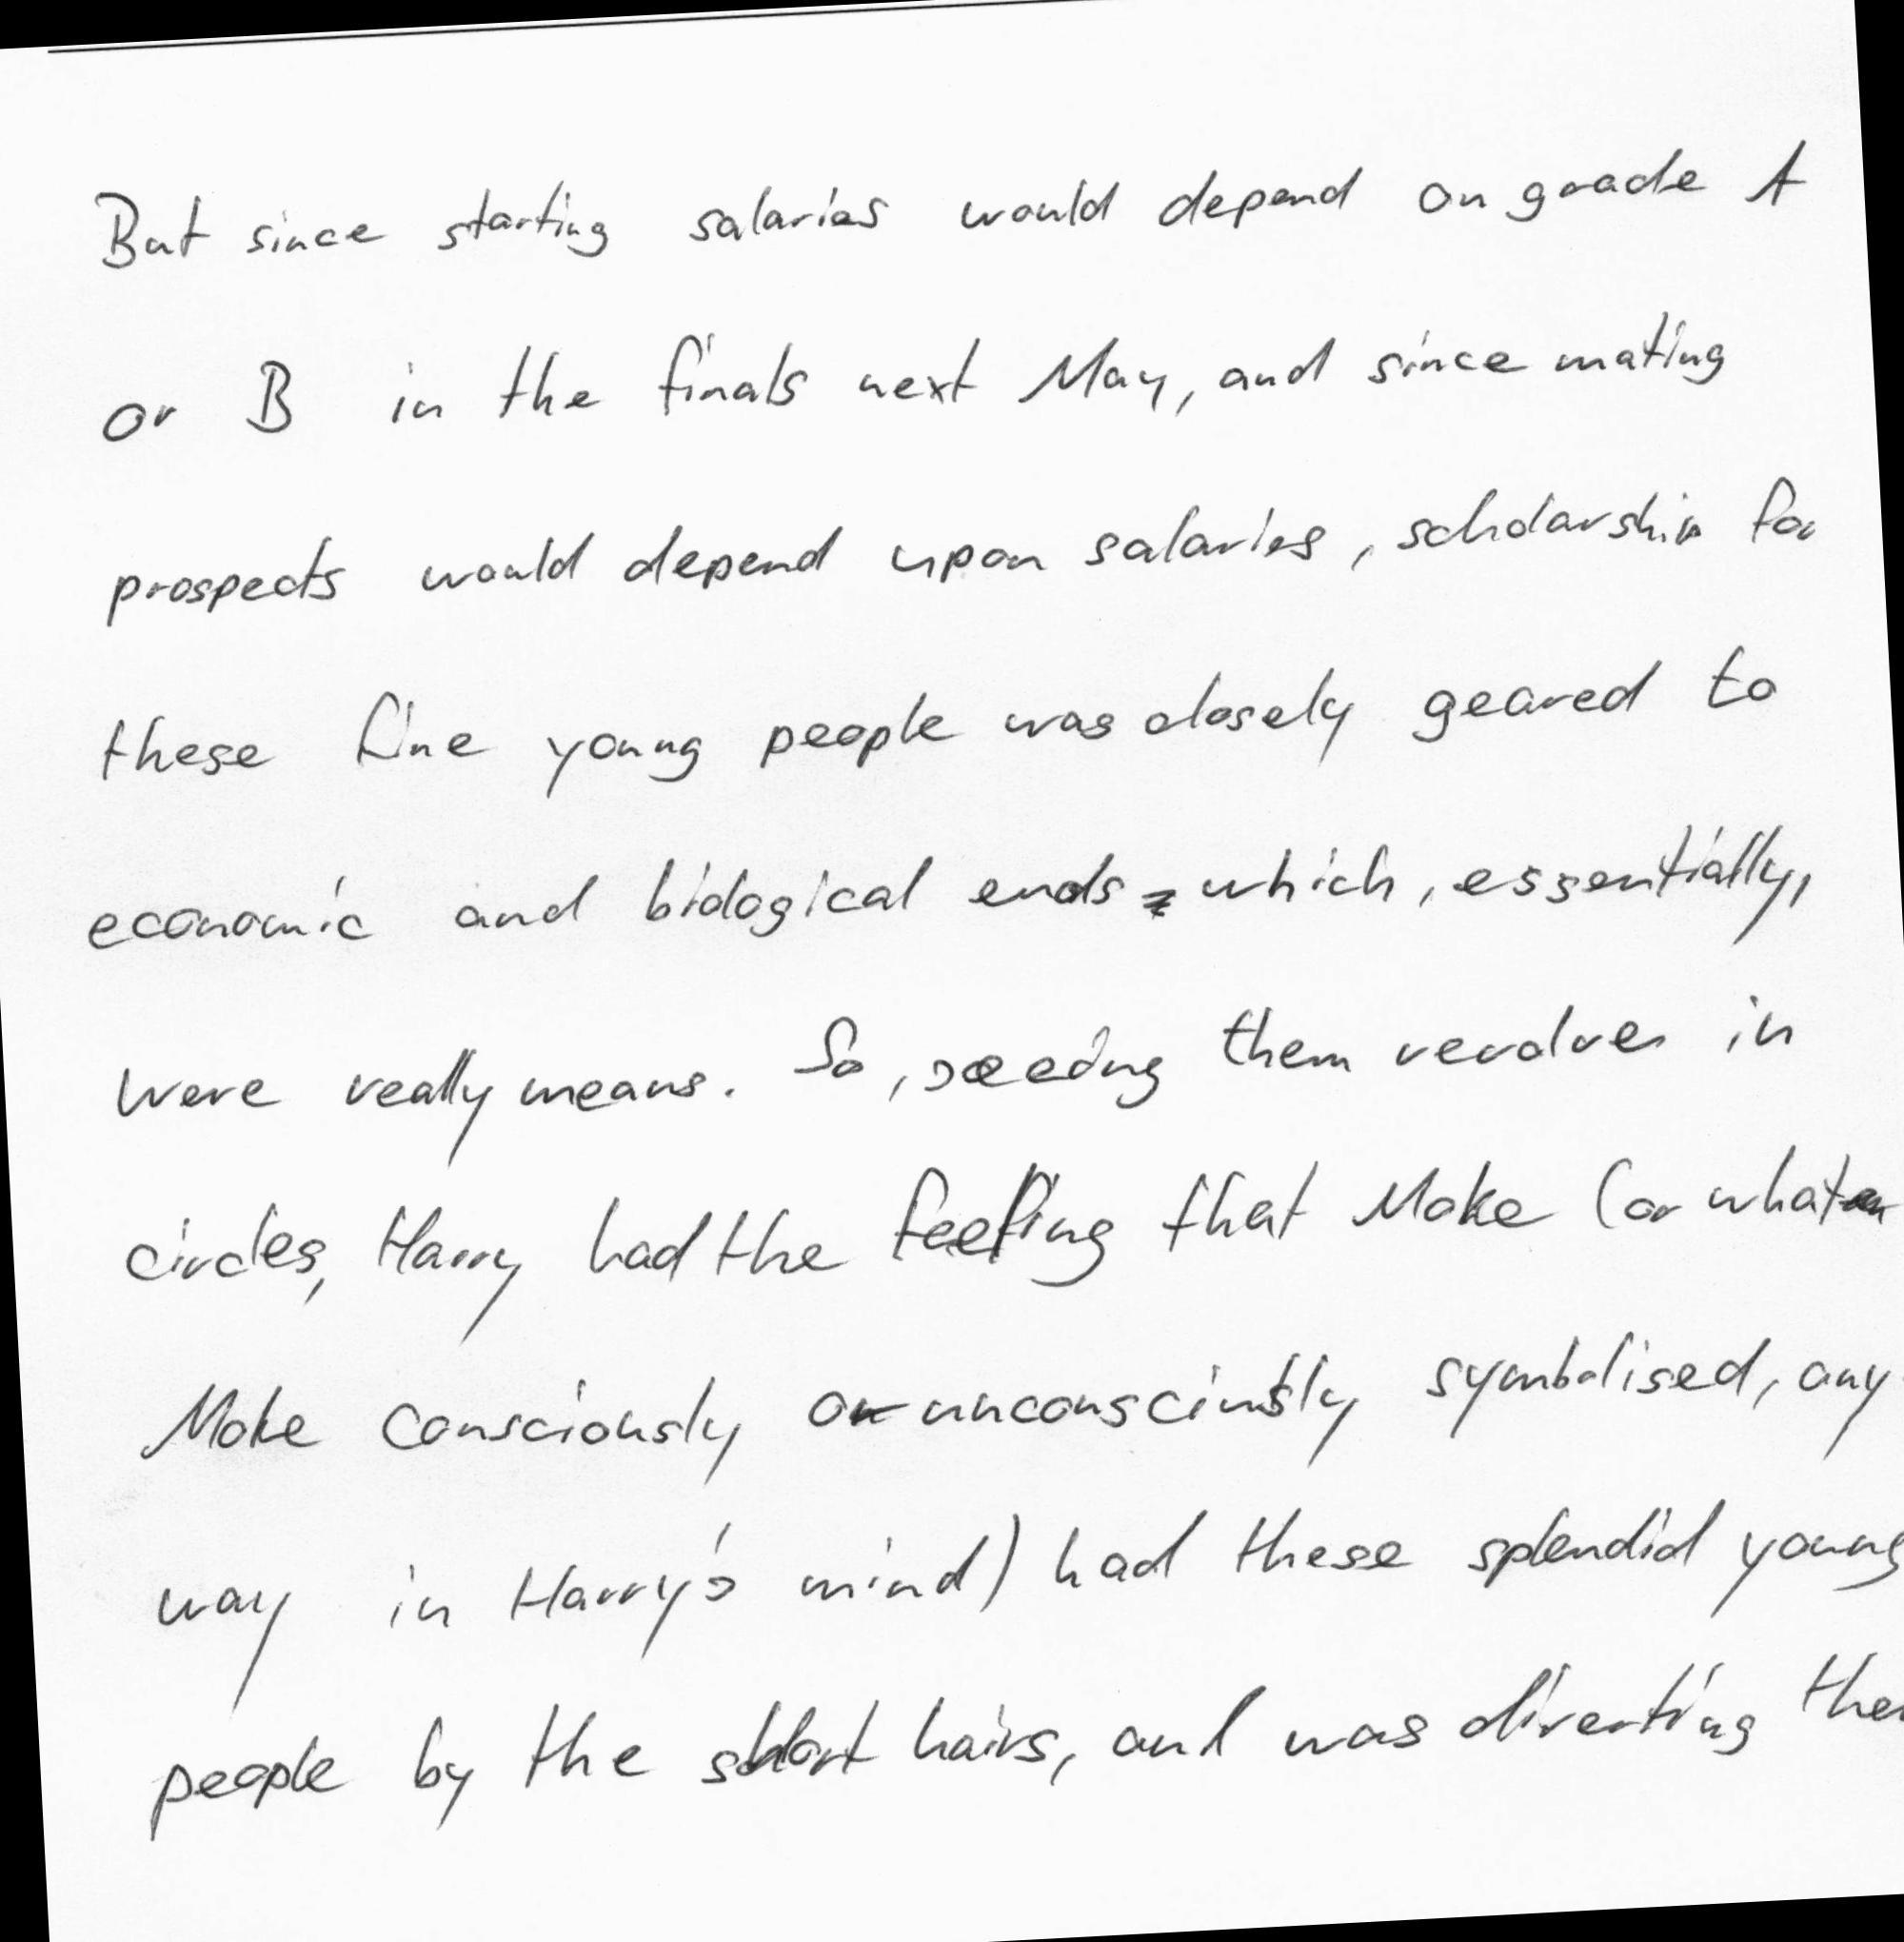 But since starting salaries would depend on grade A
or B in the finals next May, and since mating
prospects would depend upon salaries, scholarship for
these fine young people was closely geared to
economic and biological ends - which, essentially,
were really means. So, seeing them revolve in
circles, Harry had the feeling that Moke (or what
Moke consciously or unconsciously symbolised, any
way in Harry's mind) had these splendid young
people by the short hairs, and was diverting